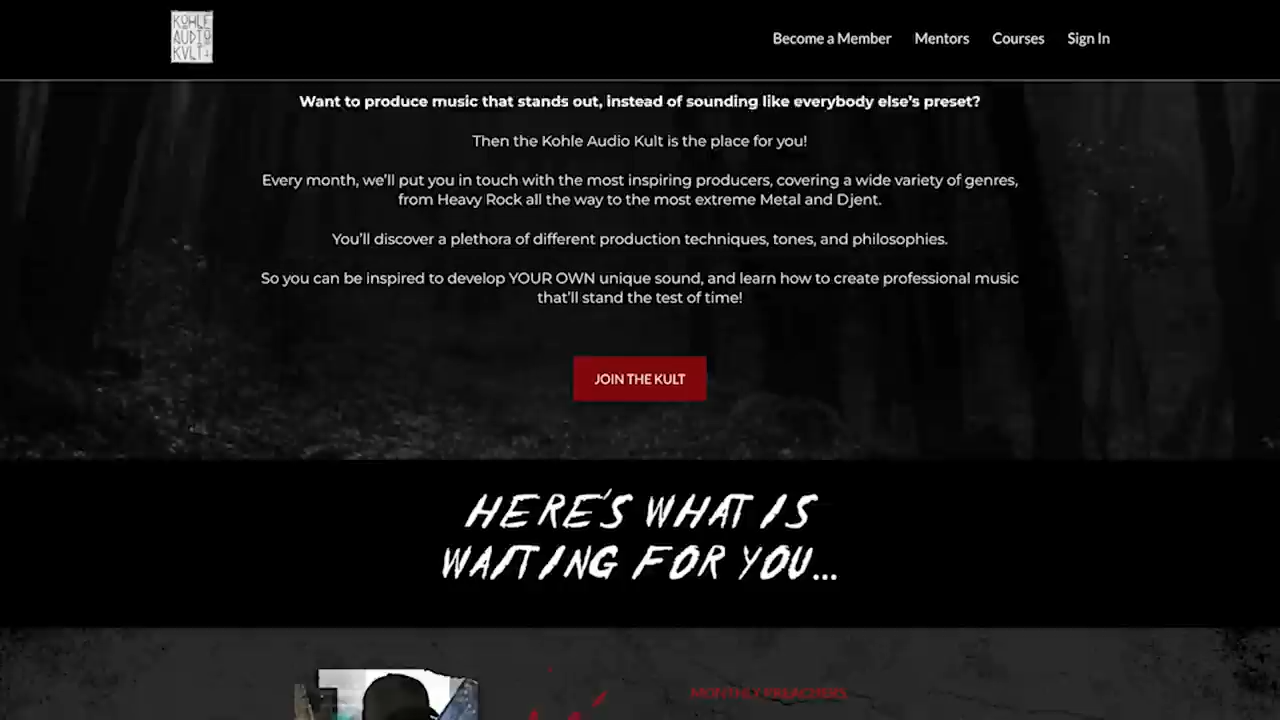 KOHLE
AUDIO
KVLT
Become a Member Mentors Courses Sign In
Want to produce music that stands out, instead of sounding like everybody else's preset?
Then the Kohle Audio Kult is the place for you!
Every month, we'll put you in touch with the most inspiring producers, covering a wide variety of genres,
from Heavy Rock all the way to the most extreme Metal and Djent.
You'll discover a plethora of different production techniques, tones, and philosophies.
So you can be inspired to develop YOUR OWN unique sound, and learn how to create professional music
that'll stand the test of time!
JOIN THE KULT
HERE'S WHAT IS
WAITING FOR YOU...
MONTHLY PREACHERS